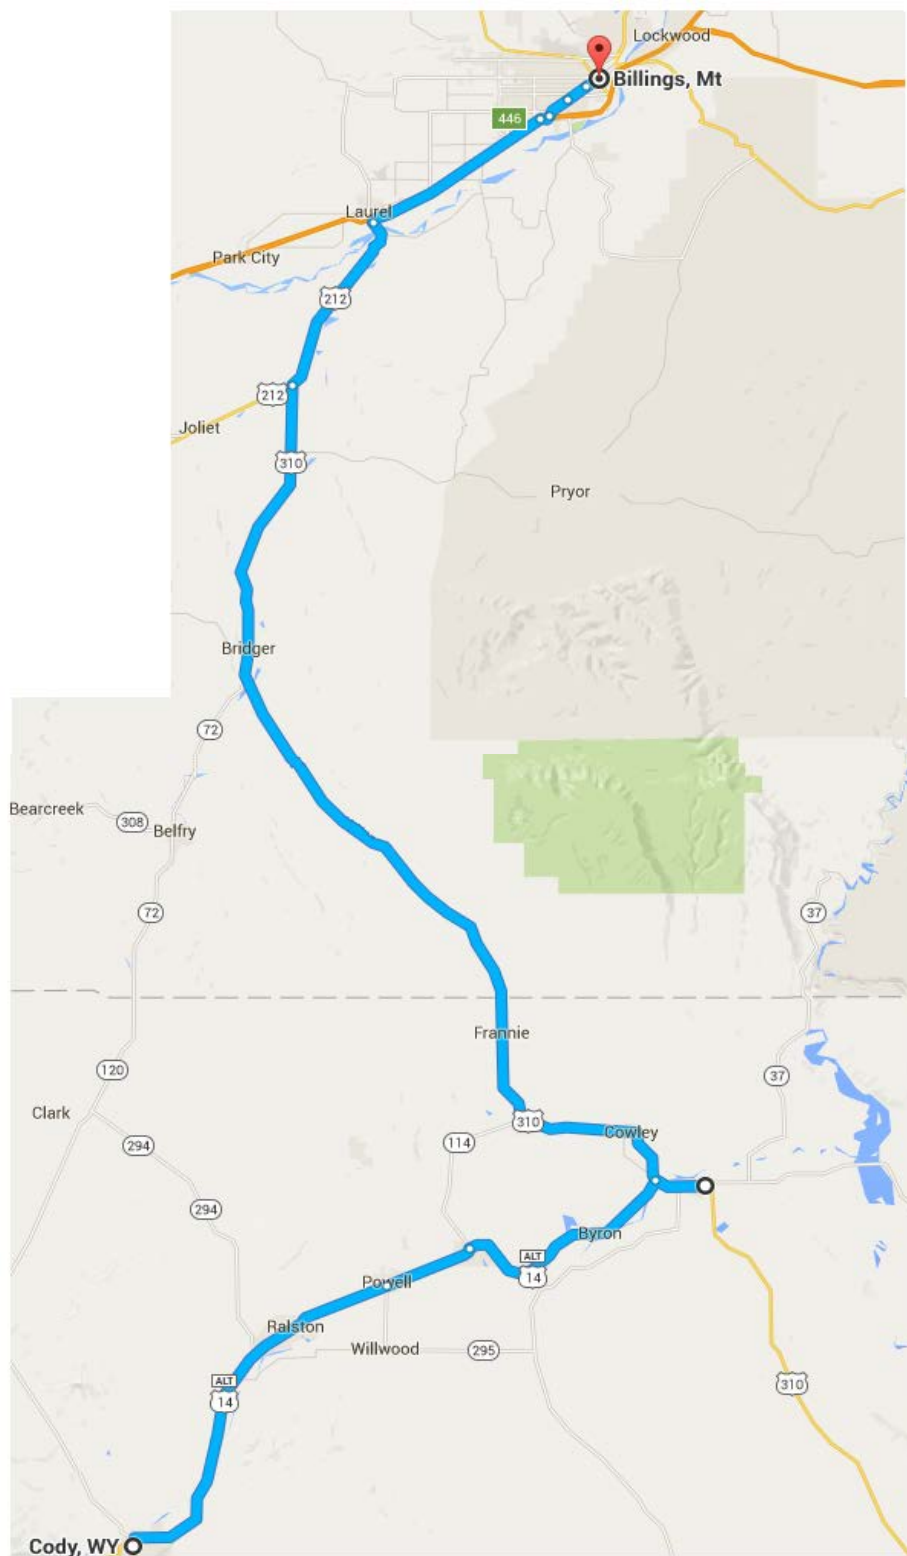 Lockwood
Billings, Mt
446
Laurel
Park City
212
212
Joliet
310
Pryor
Bridger
72
Bearcreek
308
Belfry
72
37
Frannie
120
37
Clark
310
Cowley
114
294
294
Byron
ALT
14
Powell
Ralston
Willwood
295
ALT
14
310
Cody, WY